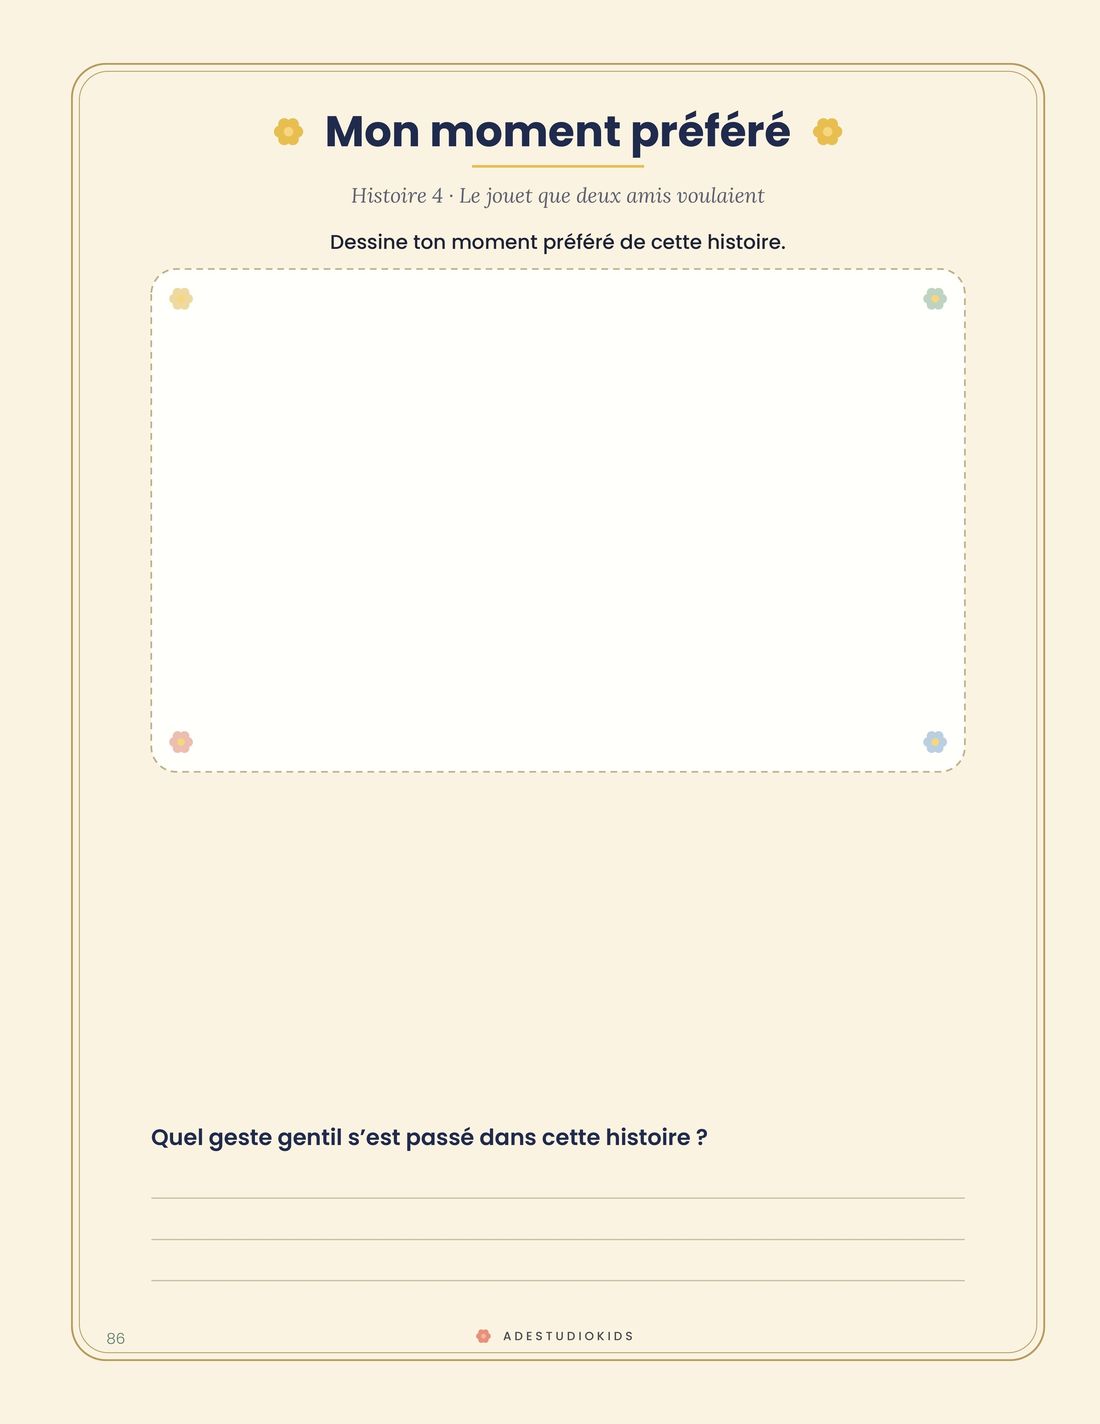 Mon moment préféré
Histoire 4 · Le jouet que deux amis voulaient
Dessine ton moment préféré de cette histoire.
Quel geste gentil s’est passé dans cette histoire ?
86
ADESTUDIOKIDS